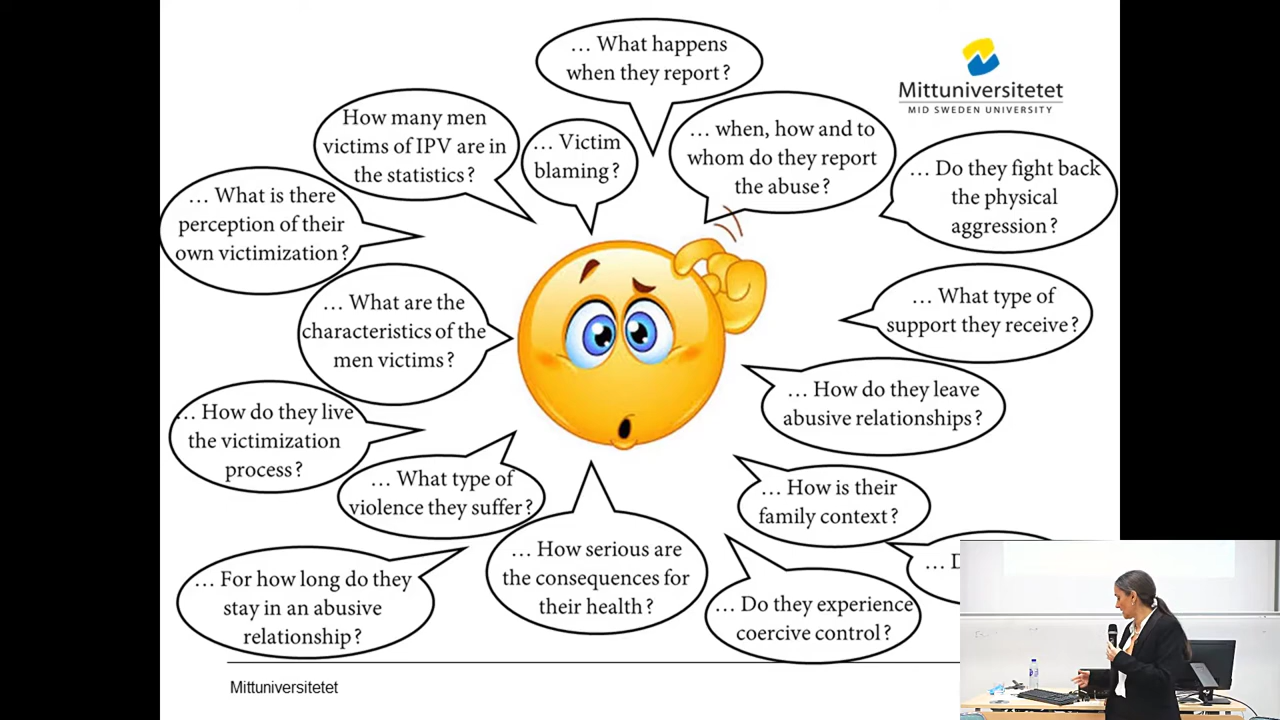 … What happens
when they report?
Mittuniversitetet
MID SWEDEN UNIVERSITY
How many men
victims of IPV are in
the statistics?
… Victim
blaming?
… when, how and to
whom do they report
the abuse?
… Do they fight back
the physical
aggression?
… What is there
perception of their
own victimization?
… What are the
characteristics of the
men victims?
… What type of
support they receive?
… How do they leave
abusive relationships?
… How do they live
the victimization
process?
… What type of
violence they suffer?
… How is their
family context?
… How serious are
the consequences for
their health?
… For how long do they
stay in an abusive
relationship?
… Do they experience
coercive control?
Mittuniversitetet